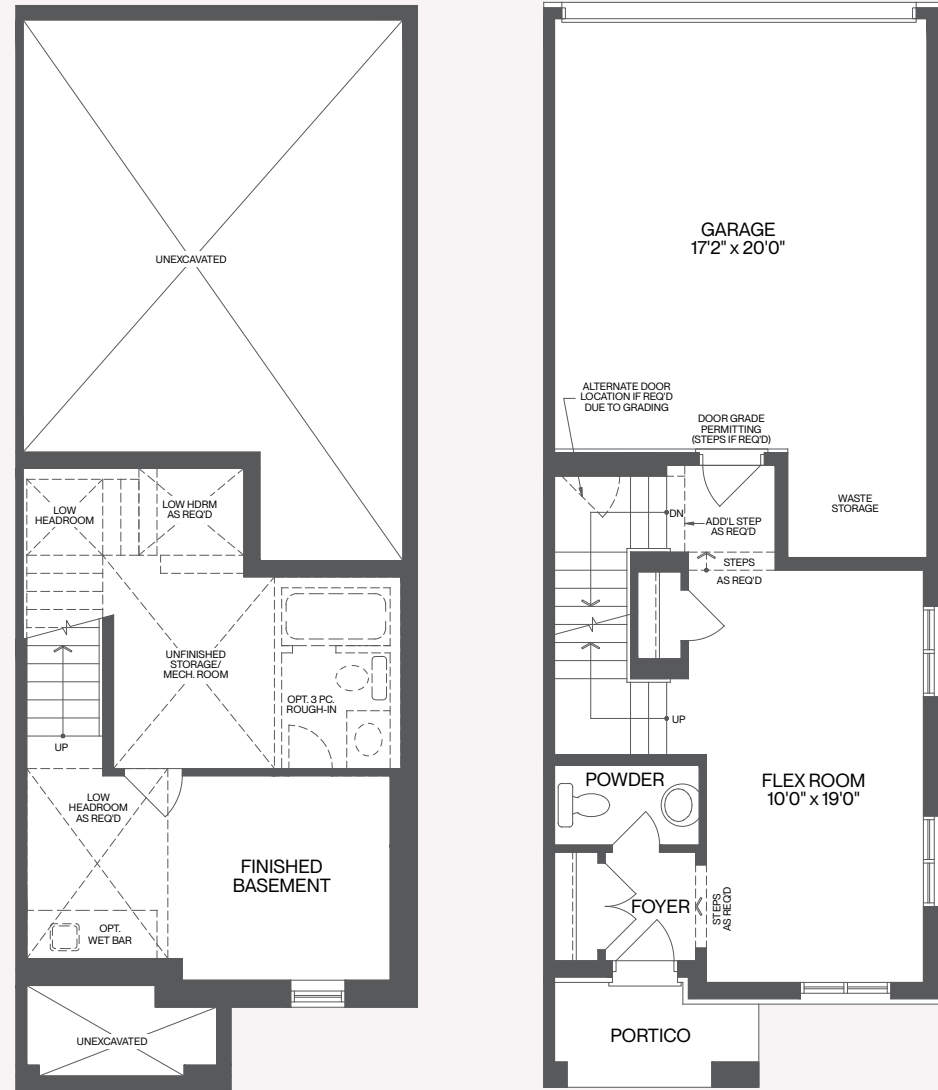 UNEXCAVATED
LOW
HEADROOM
LOW HDRM
AS REQ'D
UNFINISHED
STORAGE/
MECH. ROOM
OPT. 3 PC.
ROUGH-IN
UP
LOW
HEADROOM
AS REQ'D
FINISHED
BASEMENT
OPT.
WET BAR
UNEXCAVATED
GARAGE
17'2" x 20'0"
ALTERNATE DOOR
LOCATION IF REQ'D
DUE TO GRADING
DOOR GRADE
PERMITTING
(STEPS IF REQ'D)
WASTE
STORAGE
DN
ADD'L STEP
AS REQ'D
STEPS
AS REQ'D
UP
POWDER
FLEX ROOM
10'0" x 19'0"
FOYER
STEPS
AS REQ'D
PORTICO